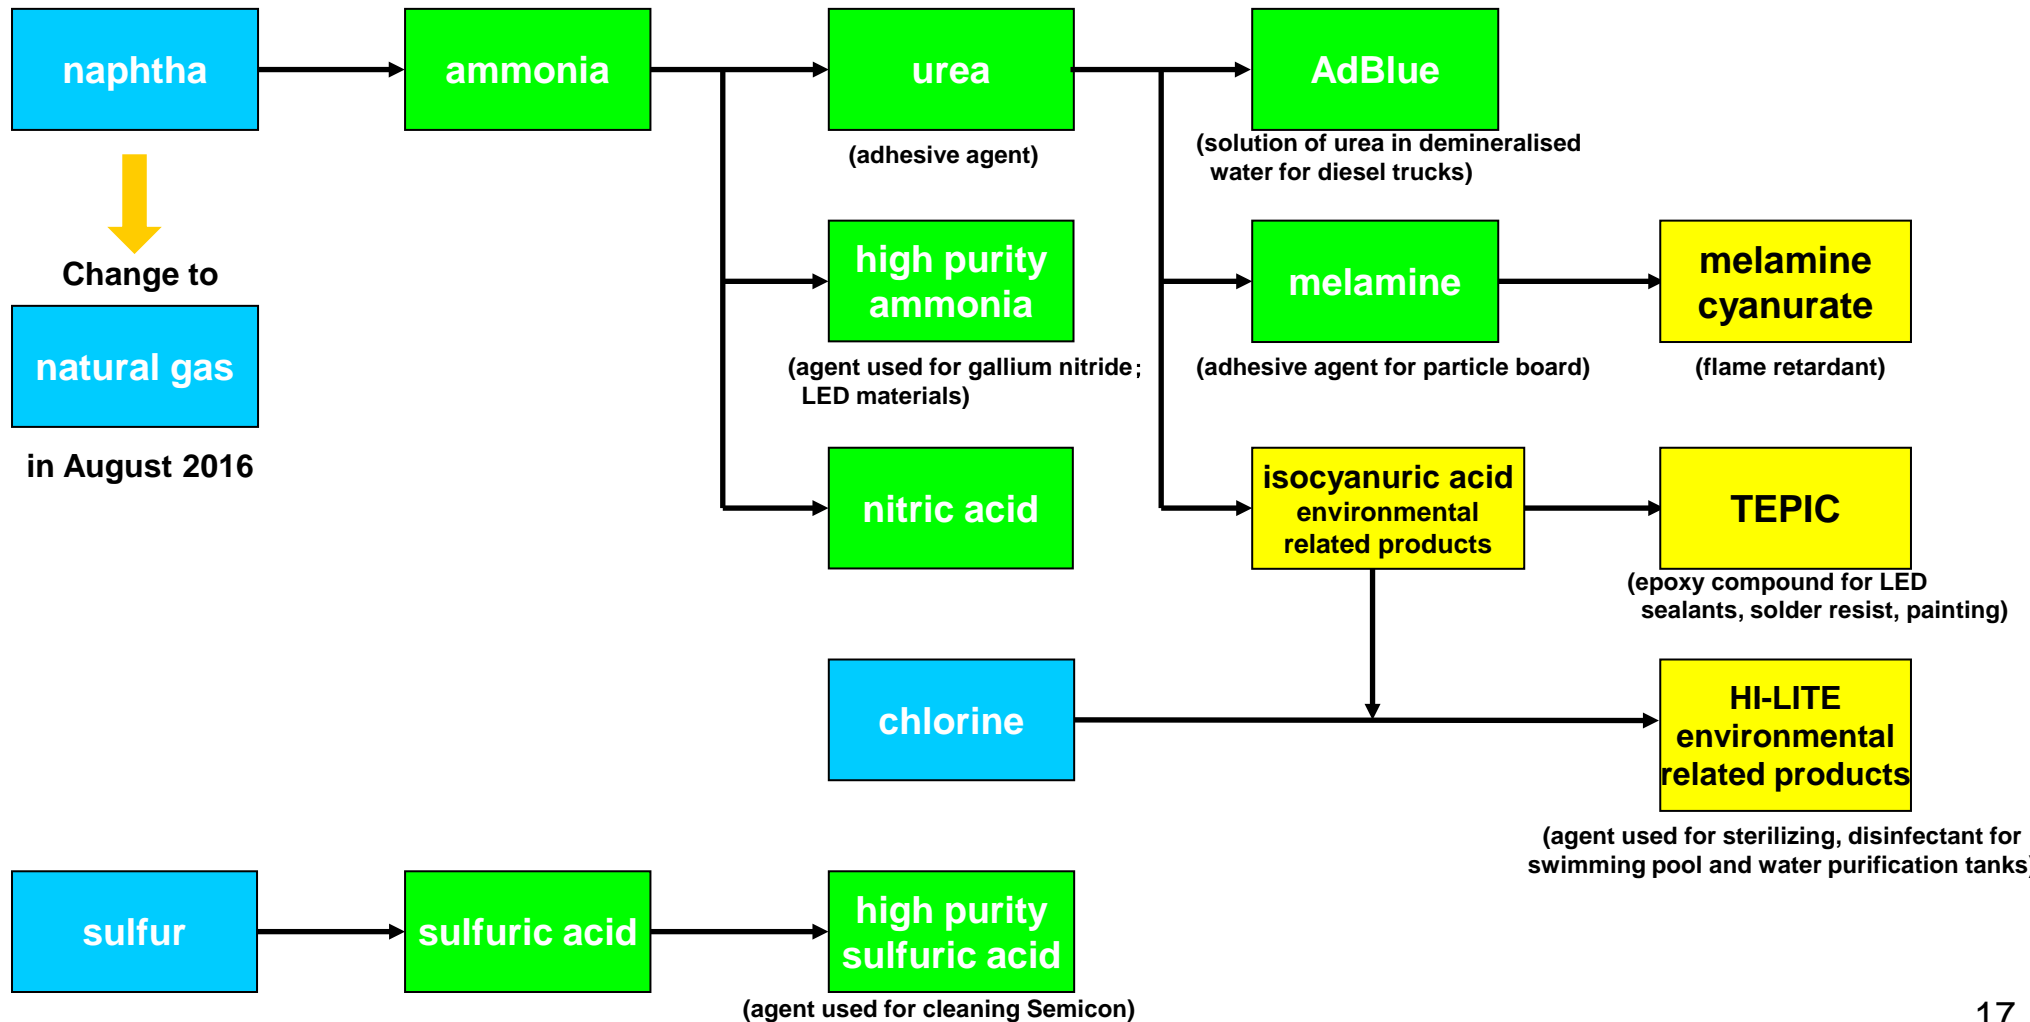 naphtha
ammonia
urea
AdBlue
(adhesive agent)
(solution of urea in demineralised
water for diesel trucks)
Change to
natural gas
in August 2016
high purity
ammonia
(agent used for gallium nitride;
LED materials)
melamine
(adhesive agent for particle board)
melamine
cyanurate
(flame retardant)
nitric acid
isocyanuric acid
environmental
related products
TEPIC
(epoxy compound for LED
sealants, solder resist, painting)
chlorine
HI-LITE
environmental
related products
(agent used for sterilizing, disinfectant for
swimming pool and water purification tanks)
sulfur
sulfuric acid
high purity
sulfuric acid
(agent used for cleaning Semicon)
17